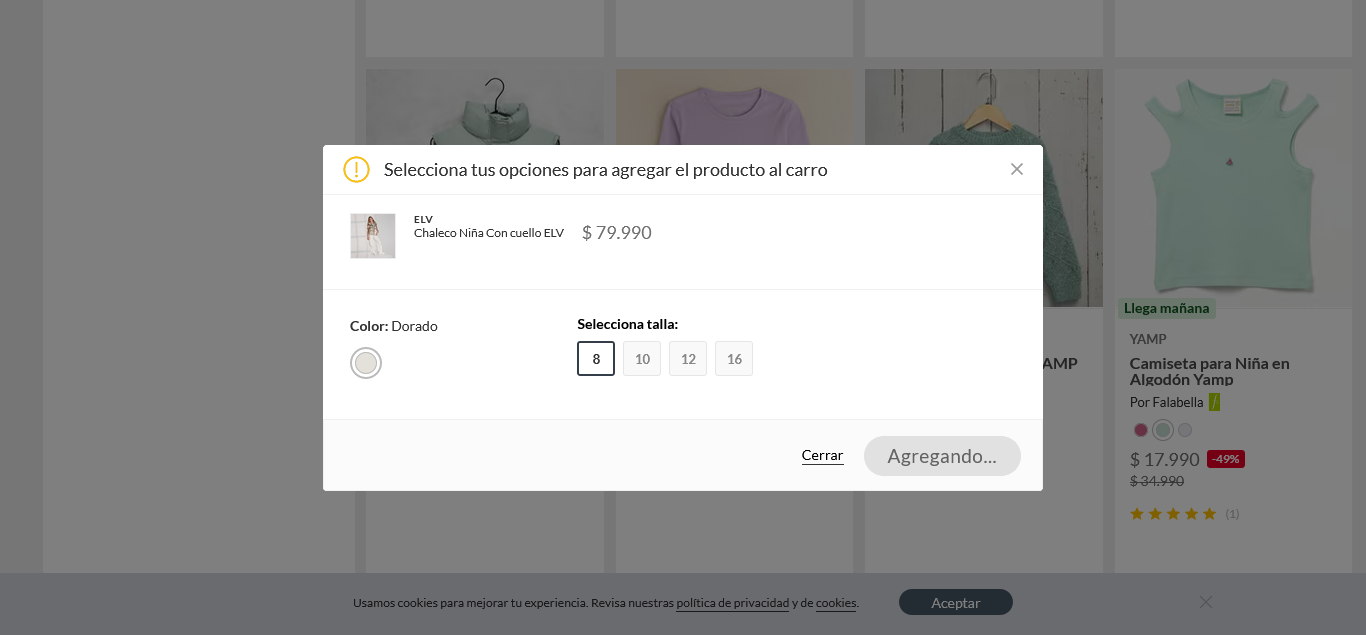 Selecciona tus opciones para agregar el producto al carro
ELV
Chaleco Niña Con cuello ELV
$ 79.990
Color: Dorado
Selecciona talla:
8
10
12
16
Cerrar
Agregando...
AMP
Llega mañana
YAMP
Camiseta para Niña en
Algodón Yamp
Por Falabella
$ 17.990
-49%
$ 34.990
(1)
Usamos cookies para mejorar tu experiencia. Revisa nuestras política de privacidad y de cookies.
Aceptar